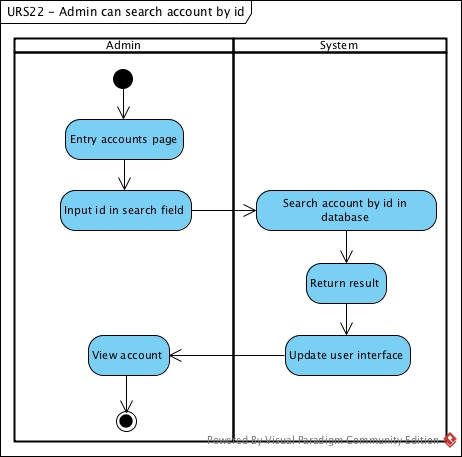 URS22 - Admin can search account by id
Admin
System
Entry accounts page
Input id in search field
Search account by id in
database
Return result
View account
Update user interface
Powered By Visual Paradigm Community Edition